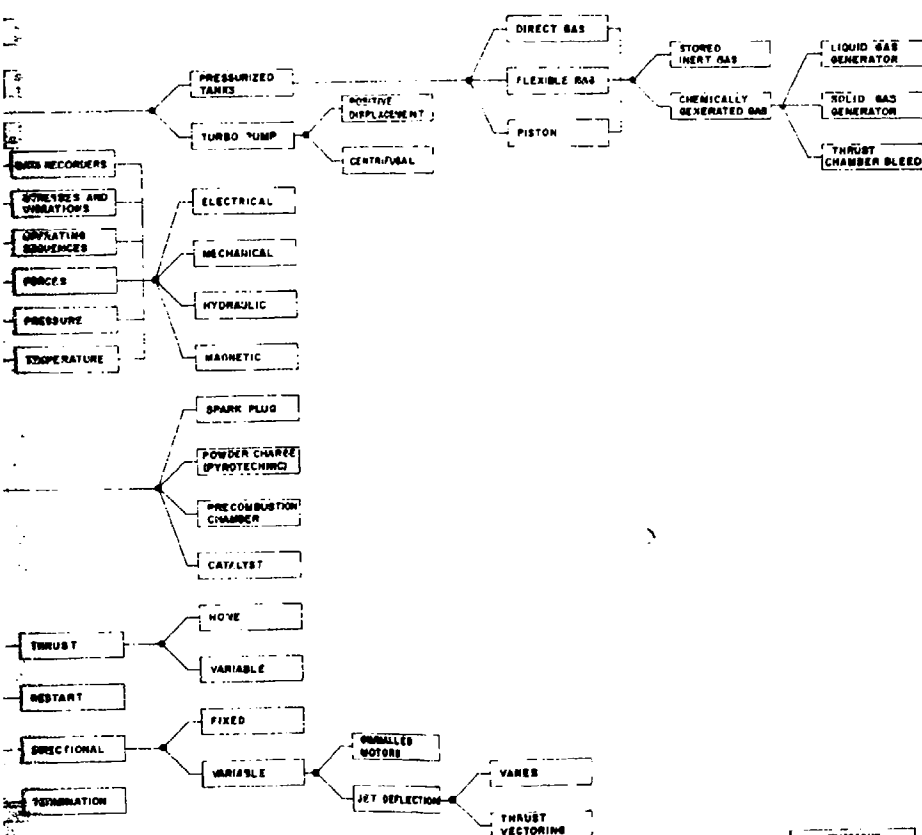 DIRECT GAS
PRESSURIZED
TANKS
FLEXIBLE BAG
STORED
INERT GAS
LIQUID GAS
GENERATOR
POSITIVE
DISPLACEMENT
CHEMICALLY
GENERATED GAS
SOLID GAS
GENERATOR
TURBO PUMP
PISTON
CENTRIFUGAL
THRUST
CHAMBER BLEED
DATA RECORDERS
STRESSES AND
VIBRATIONS
ELECTRICAL
OPERATING
SEQUENCES
MECHANICAL
FORCES
HYDRAULIC
PRESSURE
TEMPERATURE
MAGNETIC
SPARK PLUG
POWDER CHARGE
(PYROTECHNIC)
PRECOMBUSTION
CHAMBER
CATALYST
THRUST
VARIABLE
RESTART
FIXED
DIRECTIONAL
VARIABLE
GIMBALLED
MOTORS
JET DEFLECTION
VANES
TERMINATION
THRUST
VECTORING